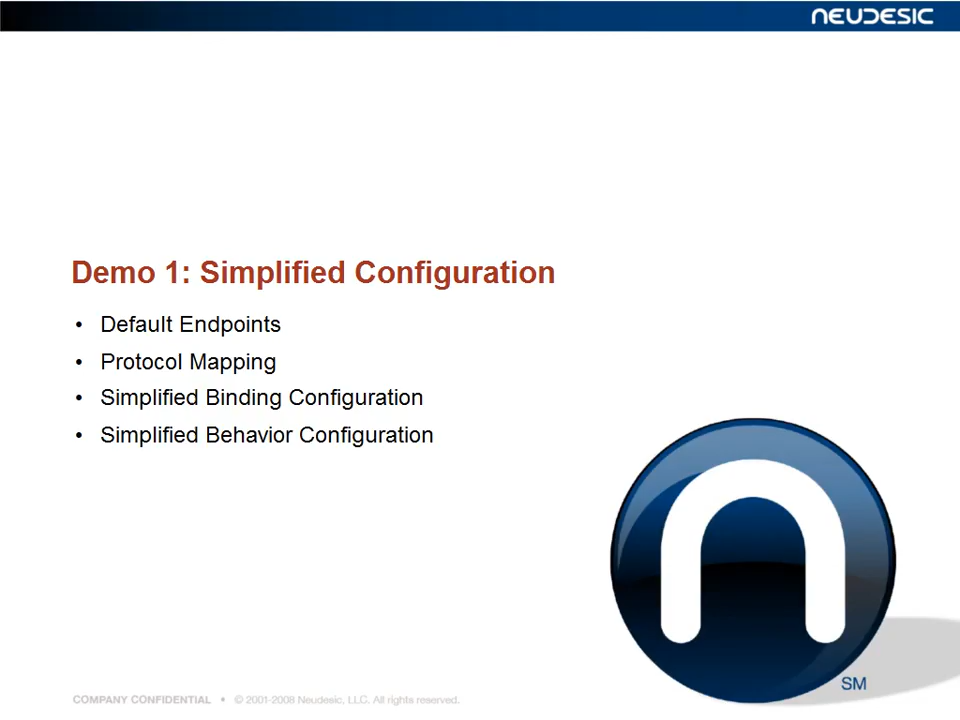 NEUDESIC
Demo 1: Simplified Configuration
• Default Endpoints
• Protocol Mapping
• Simplified Binding Configuration
• Simplified Behavior Configuration
SM
COMPANY CONFIDENTIAL • © 2001-2008 Neudesic, LLC. All rights reserved.